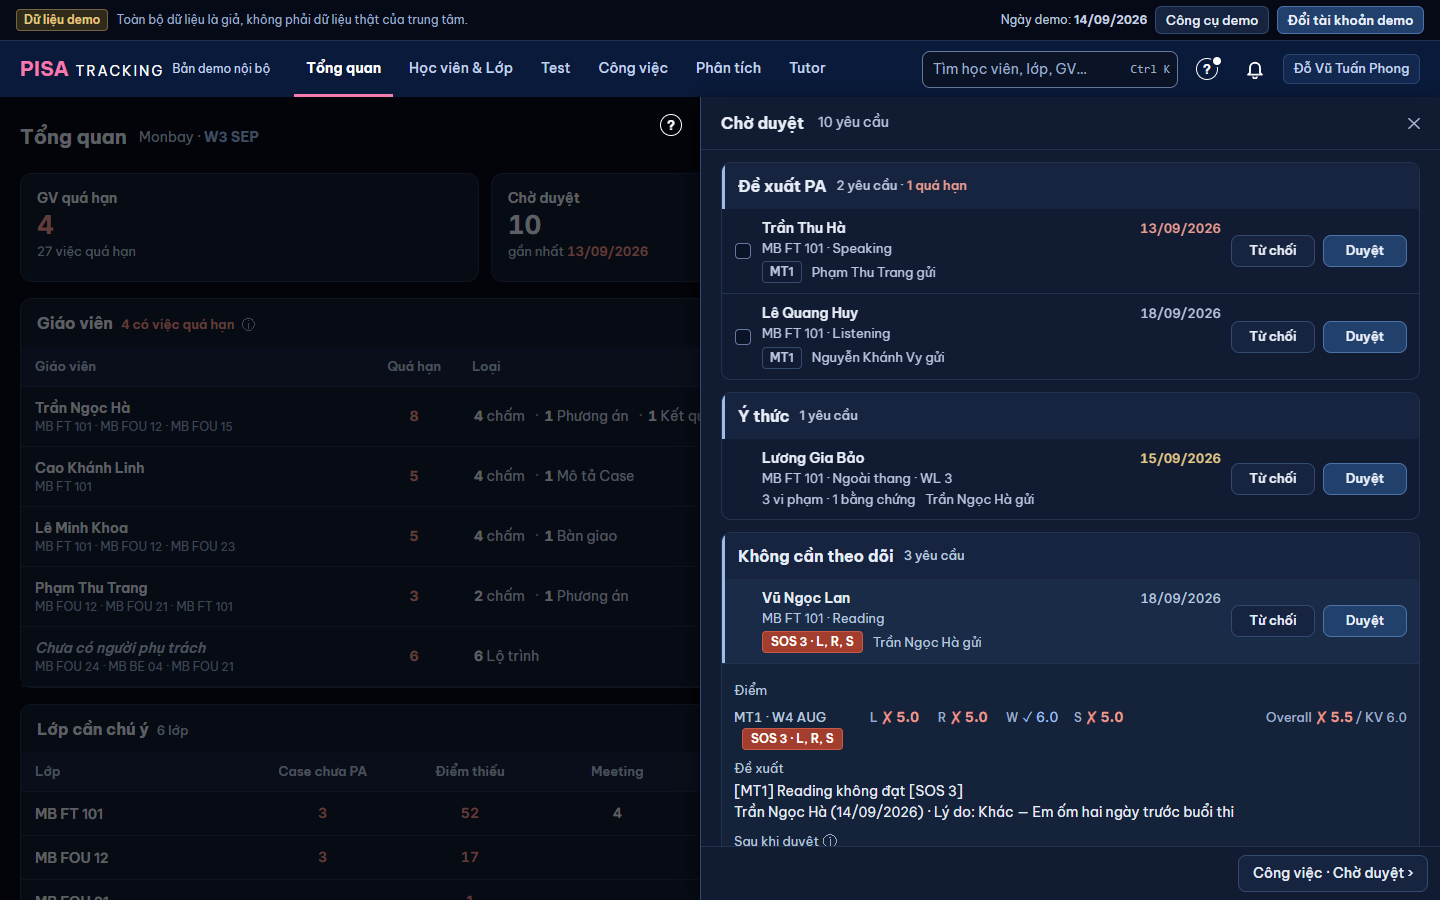 Dữ liệu demo Toàn bộ dữ liệu là giả, không phải dữ liệu thật của trung tâm. Ngày demo: 14/09/2026 Công cụ demo Đổi tài khoản demo
PISA TRACKING Bản demo nội bộ Tổng quan Học viên & Lớp Test Công việc Phân tích Tutor Tìm học viên, lớp, GV... Ctrl K ? Đỗ Vũ Tuấn Phong
Tổng quan Monbay · W3 SEP ?
GV quá hạn
4
27 việc quá hạn
Chờ duyệt
10
gần nhất 13/09/2026
Giáo viên 4 có việc quá hạn
Giáo viên Quá hạn Loại
Trần Ngọc Hà
MB FT 101 · MB FOU 12 · MB FOU 15
8 4 chấm · 1 Phương án · 1 Kết
Cao Khánh Linh
MB FT 101
5 4 chấm · 1 Mô tả Case
Lê Minh Khoa
MB FT 101 · MB FOU 12 · MB FOU 23
5 4 chấm · 1 Bàn giao
Phạm Thu Trang
MB FOU 12 · MB FOU 21 · MB FT 101
3 2 chấm · 1 Phương án
Chưa có người phụ trách
MB FOU 24 · MB BE 04 · MB FOU 21
6 6 Lộ trình
Lớp cần chú ý 6 lớp
Lớp Case chưa PA Điểm thiếu Meeting
MB FT 101 3 52 4
MB FOU 12 3 17
Chờ duyệt 10 yêu cầu
Đề xuất PA 2 yêu cầu · 1 quá hạn
Trần Thu Hà 13/09/2026
MB FT 101 · Speaking Từ chối Duyệt
MT1 Phạm Thu Trang gửi
Lê Quang Huy 18/09/2026
MB FT 101 · Listening Từ chối Duyệt
MT1 Nguyễn Khánh Vy gửi
Ý thức 1 yêu cầu
Lương Gia Bảo 15/09/2026
MB FT 101 · Ngoài thang · WL 3 Từ chối Duyệt
3 vi phạm · 1 bằng chứng Trần Ngọc Hà gửi
Không cần theo dõi 3 yêu cầu
Vũ Ngọc Lan 18/09/2026
MB FT 101 · Reading Từ chối Duyệt
SOS 3 · L, R, S Trần Ngọc Hà gửi
Điểm
MT1 · W4 AUG L ✗ 5.0 R ✗ 5.0 W ✓ 6.0 S ✗ 5.0 Overall ✗ 5.5 / KV 6.0
SOS 3 · L, R, S
Đề xuất
[MT1] Reading không đạt [SOS 3]
Trần Ngọc Hà (14/09/2026) · Lý do: Khác — Em ốm hai ngày trước buổi thi
Sau khi duyệt
Công việc · Chờ duyệt ›